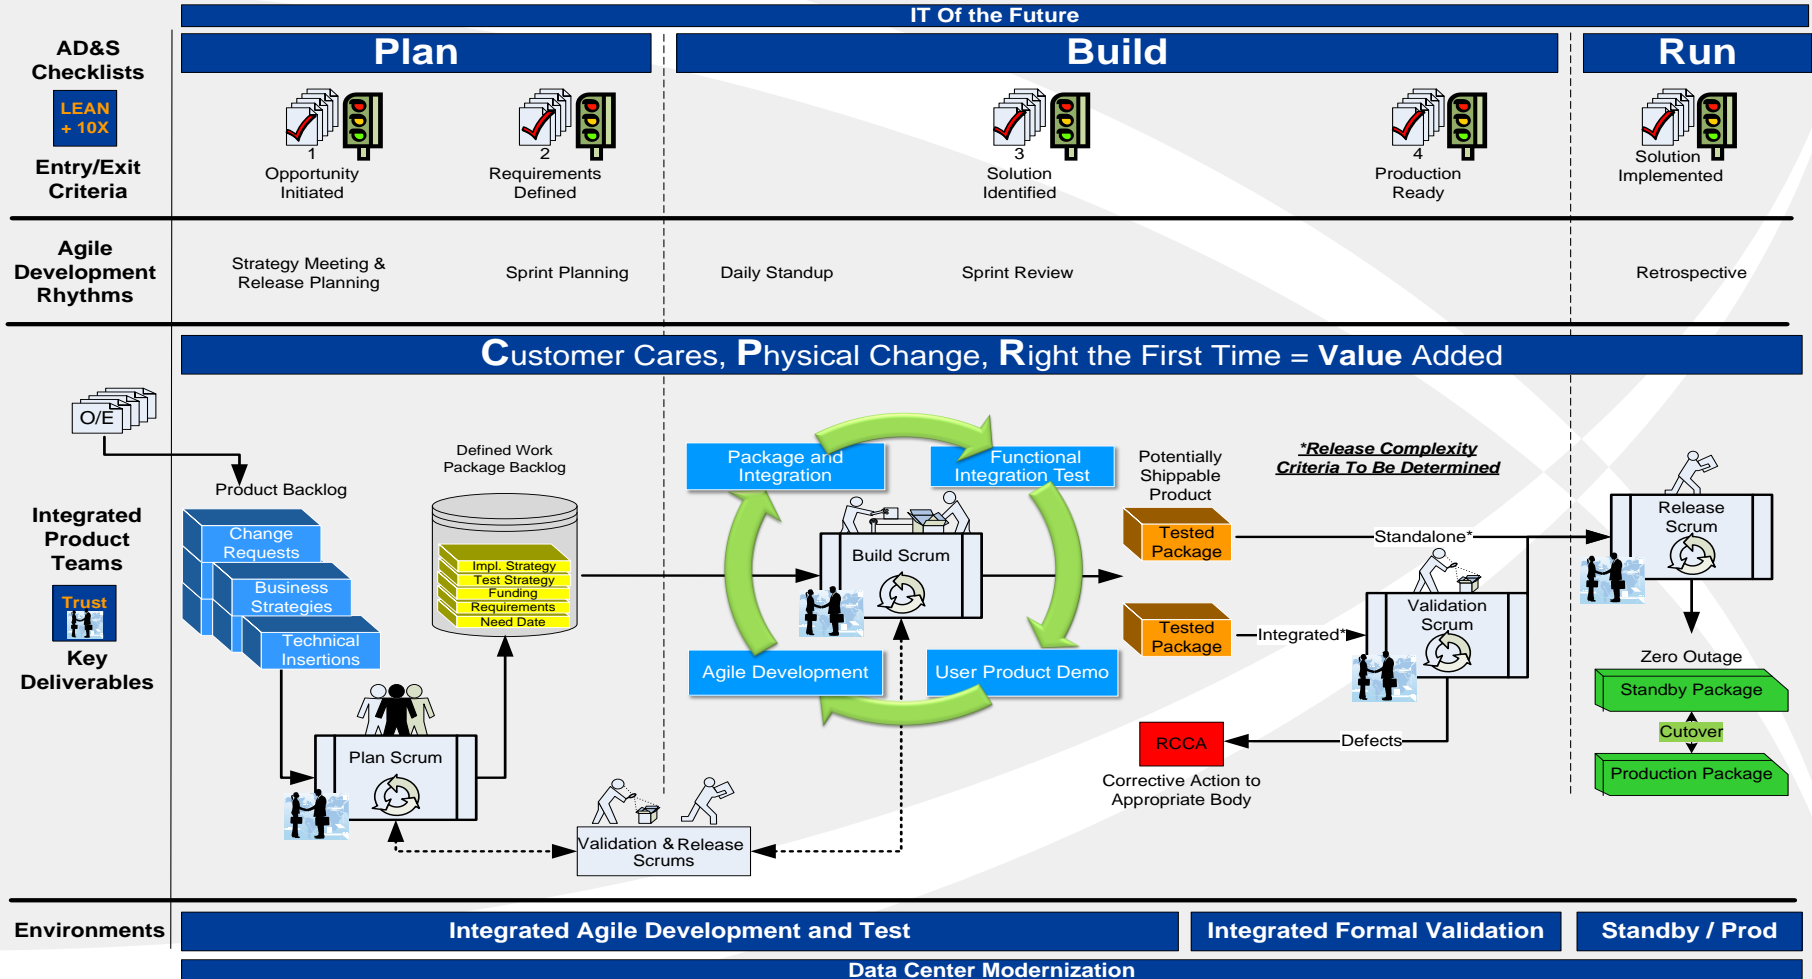 IT Of the Future
AD&S
Checklists
LEAN
+ 10X
Entry/Exit
Criteria
Plan
Build
Run
1
Opportunity
Initiated
2
Requirements
Defined
3
Solution
Identified
4
Production
Ready
Solution
Implemented
Agile
Development
Rhythms
Strategy Meeting &
Release Planning
Sprint Planning
Daily Standup
Sprint Review
Retrospective
Customer Cares, Physical Change, Right the First Time = Value Added
Integrated
Product
Teams
Trust
Key
Deliverables
O/E
Product Backlog
Change
Requests
Business
Strategies
Technical
Insertions
Plan Scrum
Defined Work
Package Backlog
Impl. Strategy
Test Strategy
Funding
Requirements
Need Date
Validation & Release
Scrums
Package and
Integration
Functional
Integration Test
Build Scrum
Agile Development
User Product Demo
Potentially
Shippable
Product
Tested
Package
Tested
Package
*Release Complexity
Criteria To Be Determined
Standalone*
Integrated*
Validation
Scrum
Defects
RCCA
Corrective Action to
Appropriate Body
Release
Scrum
Zero Outage
Standby Package
Cutover
Production Package
Environments
Integrated Agile Development and Test
Integrated Formal Validation
Standby / Prod
Data Center Modernization